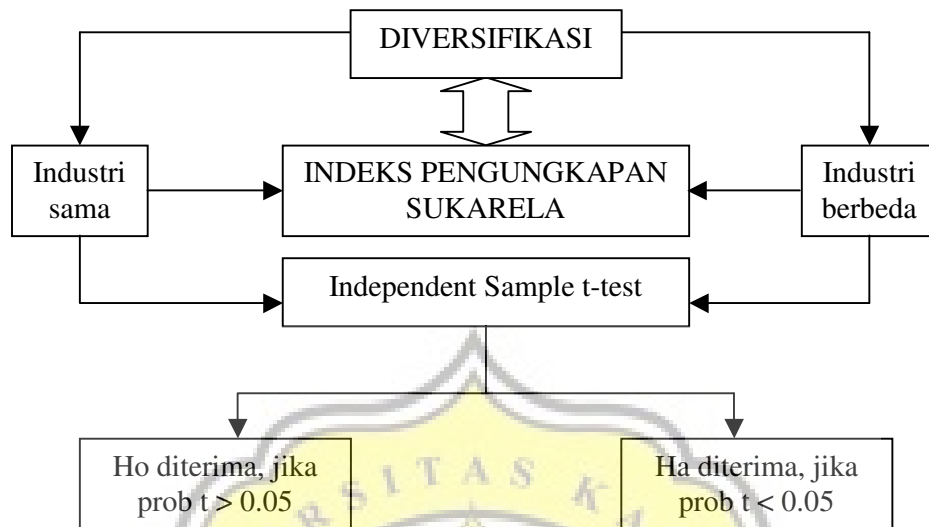 DIVERSIFIKASI
Industri
sama
INDEKS PENGUNGKAPAN
SUKARELA
Industri
berbeda
Independent Sample t-test
Ho diterima, jika
prob t > 0.05
Ha diterima, jika
prob t < 0.05
RSITAS K